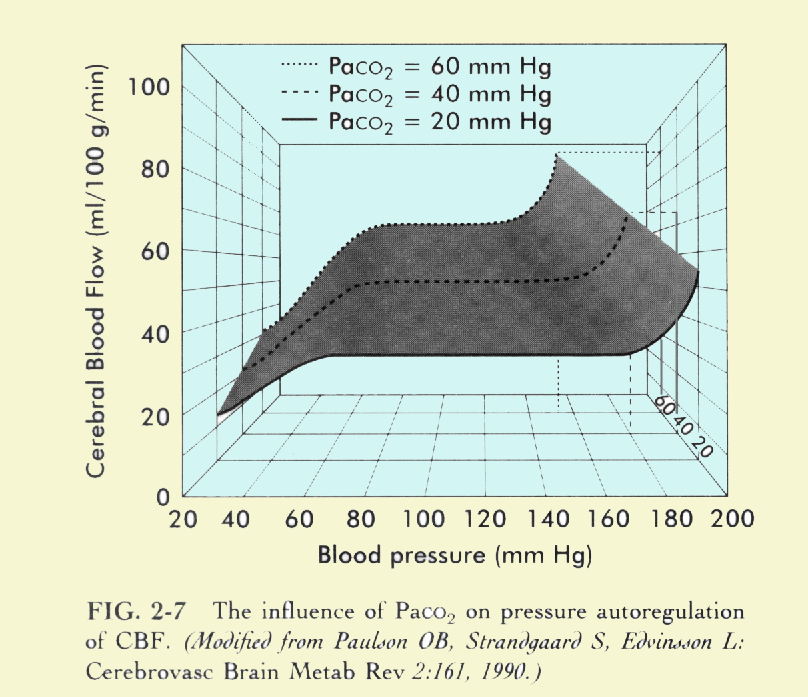 100
80
60
40
20
0
Cerebral Blood Flow (ml/100 g/min)
PaCO2 = 60 mm Hg
PaCO2 = 40 mm Hg
PaCO2 = 20 mm Hg
60 40 20
20 40 60 80 100 120 140 160 180 200
Blood pressure (mm Hg)
FIG. 2-7 The influence of PaCO2 on pressure autoregulation
of CBF. (Modified from Paulson OB, Strandgaard S, Edvinsson L:
Cerebrovasc Brain Metab Rev 2:161, 1990.)